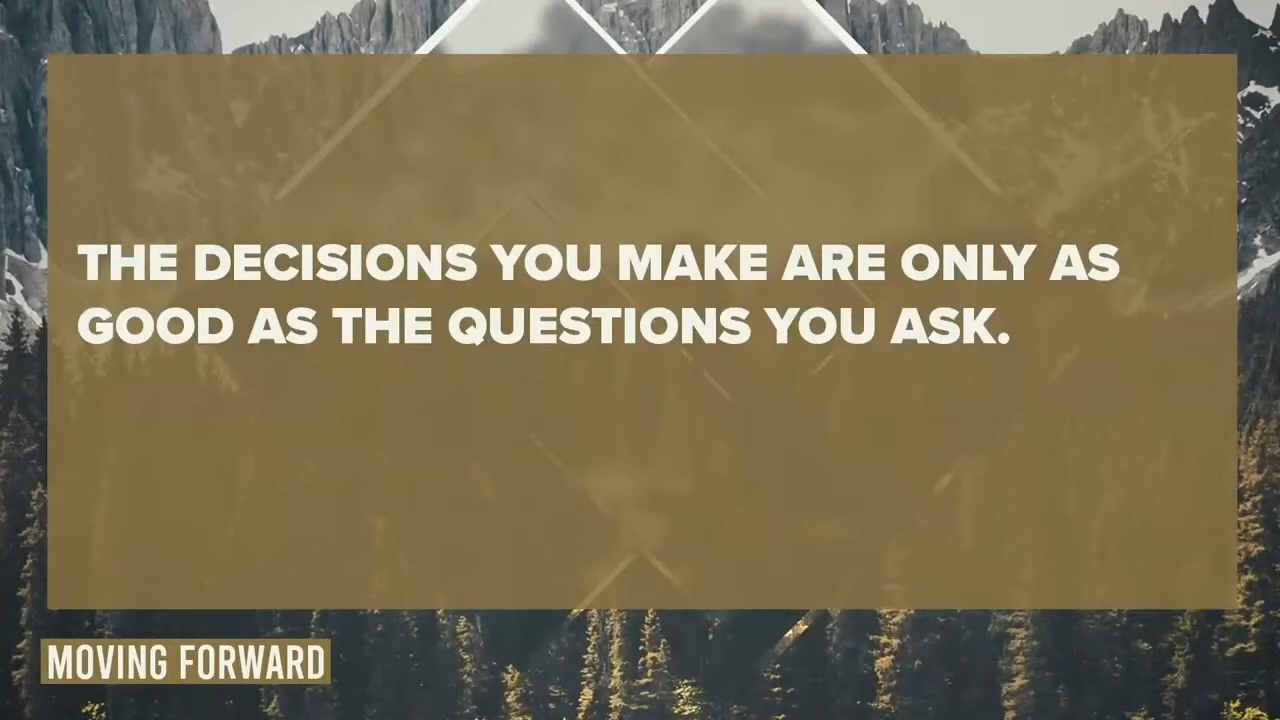 THE DECISIONS YOU MAKE ARE ONLY AS
GOOD AS THE QUESTIONS YOU ASK.
MOVING FORWARD